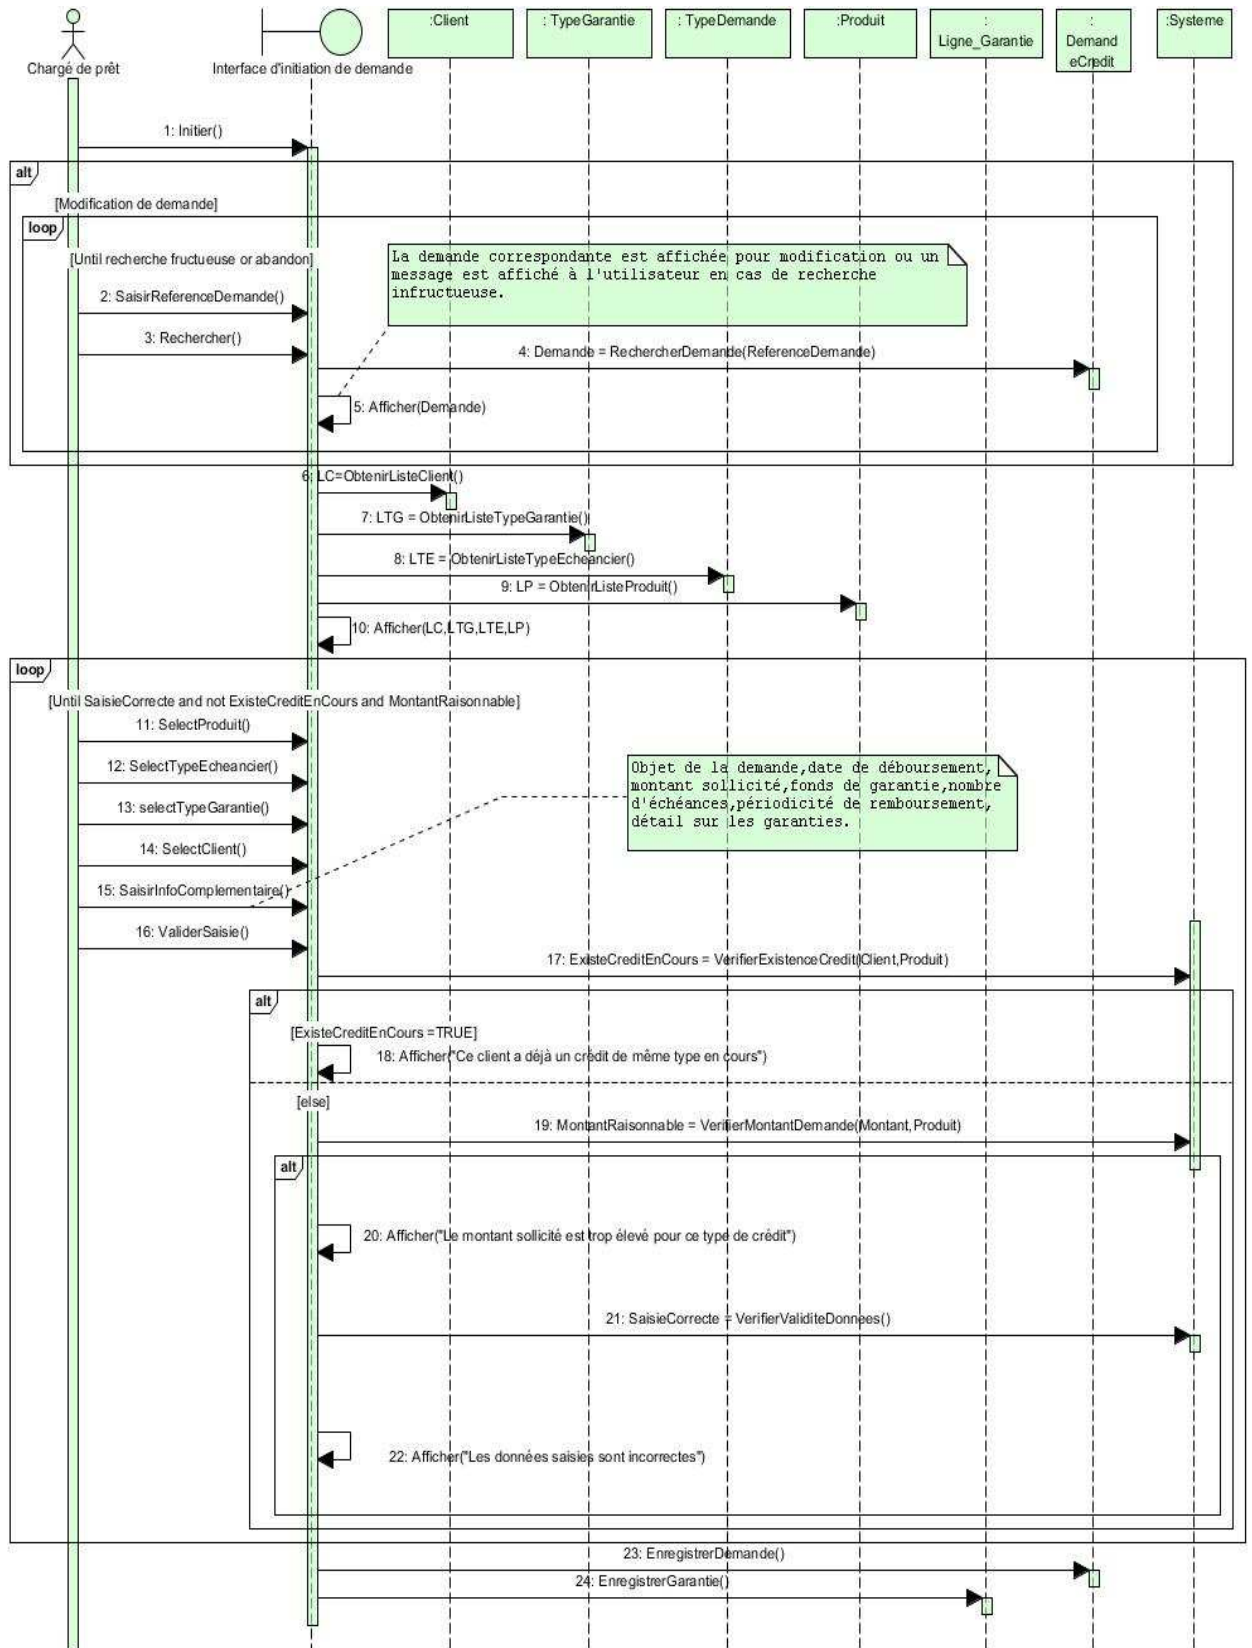 Chargé de prêt
Interface d'initiation de demande
:Client
: TypeGarantie
: TypeDemande
:Produit
:
Ligne_Garantie
:
Demand
eCredit
:Systeme
1: Initier()
alt
[Modification de demande]
loop
[Until recherche fructueuse or abandon]
La demande correspondante est affichée pour modification ou un
message est affiché à l'utilisateur en cas de recherche
infructueuse.
2: SaisirReferenceDemande()
3: Rechercher()
4: Demande = RechercherDemande(ReferenceDemande)
5: Afficher(Demande)
6: LC=ObtenirListeClient()
7: LTG = ObtenirListeTypeGarantie()
8: LTE = ObtenirListeTypeEcheancier()
9: LP = ObtenirListeProduit()
10: Afficher(LC,LTG,LTE,LP)
loop
[Until SaisieCorrecte and not ExisteCreditEnCours and MontantRaisonnable]
11: SelectProduit()
12: SelectTypeEcheancier()
13: selectTypeGarantie()
14: SelectClient()
15: SaisirInfoComplementaire()
16: ValiderSaisie()
Objet de la demande,date de déboursement,
montant sollicité,fonds de garantie,nombre
d'échéances,périodicité de remboursement,
détail sur les garanties.
17: ExisteCreditEnCours = VerifierExistenceCredit(Client,Produit)
alt
[ExisteCreditEnCours =TRUE]
18: Afficher("Ce client a déjà un crédit de même type en cours")
[else]
19: MontantRaisonnable = VerifierMontantDemande(Montant,Produit)
alt
20: Afficher("Le montant sollicité est trop élevé pour ce type de crédit")
21: SaisieCorrecte = VerifierValiditeDonnees()
22: Afficher("Les données saisies sont incorrectes")
23: EnregistrerDemande()
24: EnregistrerGarantie()